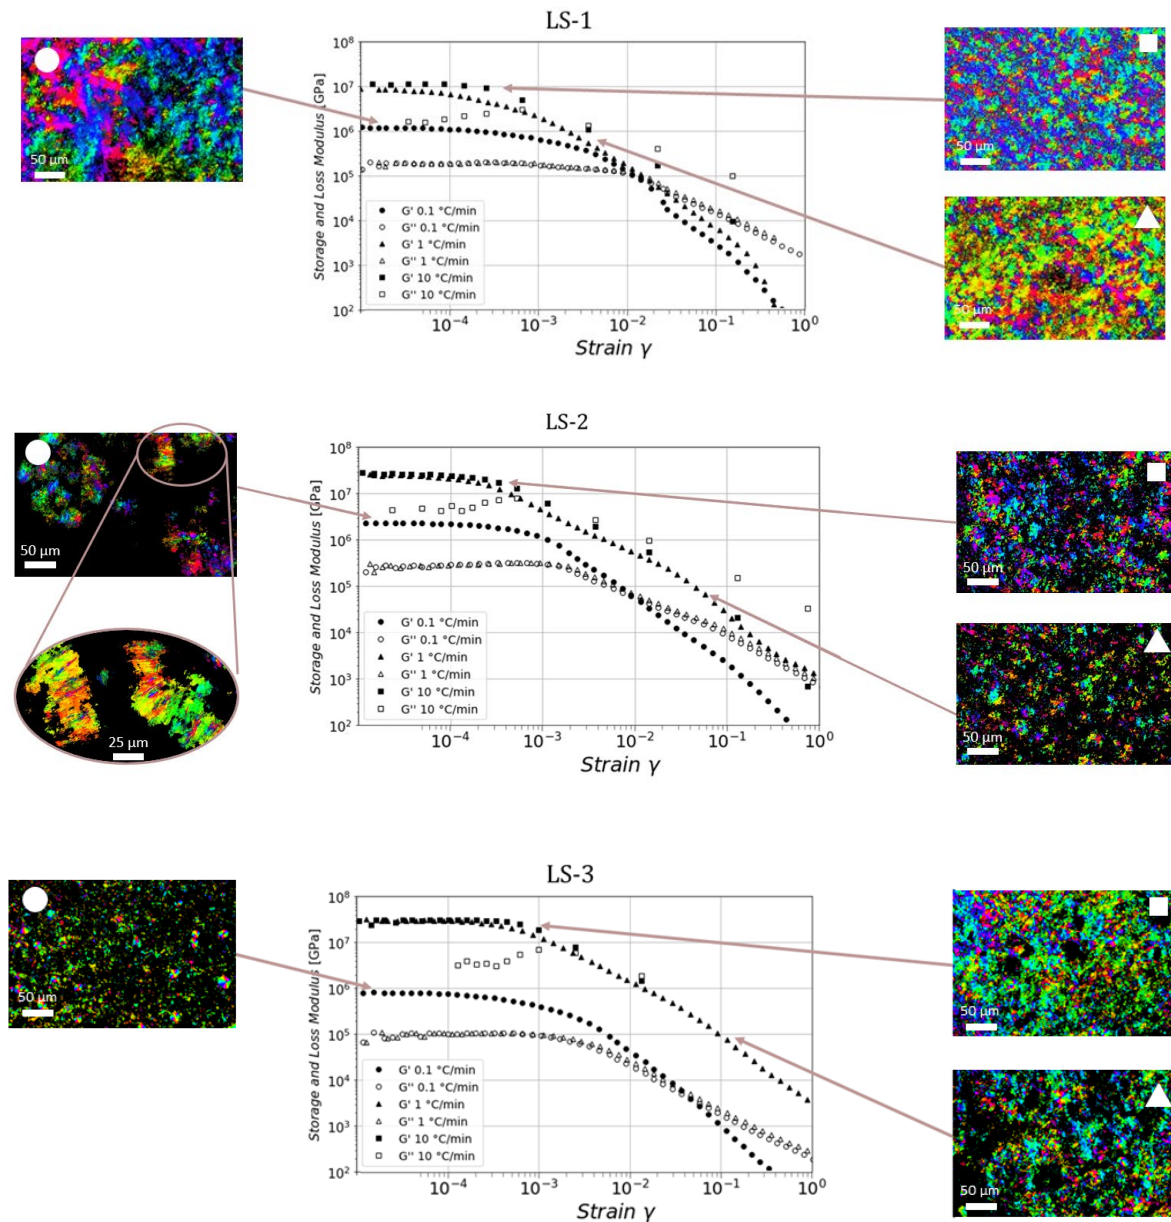 LS-1
50 µm
Storage and Loss Modulus [GPa]
10⁸
10⁷
10⁶
10⁵
10⁴
10³
10²
G' 0.1 °C/min
G'' 0.1 °C/min
G' 1 °C/min
G'' 1 °C/min
G' 10 °C/min
G'' 10 °C/min
10⁻⁴ 10⁻³ 10⁻² 10⁻¹ 10⁰
Strain γ
50 µm
50 µm
LS-2
50 µm
25 µm
Storage and Loss Modulus [GPa]
10⁸
10⁷
10⁶
10⁵
10⁴
10³
10²
G' 0.1 °C/min
G'' 0.1 °C/min
G' 1 °C/min
G'' 1 °C/min
G' 10 °C/min
G'' 10 °C/min
10⁻⁴ 10⁻³ 10⁻² 10⁻¹ 10⁰
Strain γ
50 µm
50 µm
LS-3
50 µm
Storage and Loss Modulus [GPa]
10⁸
10⁷
10⁶
10⁵
10⁴
10³
10²
G' 0.1 °C/min
G'' 0.1 °C/min
G' 1 °C/min
G'' 1 °C/min
G' 10 °C/min
G'' 10 °C/min
10⁻⁴ 10⁻³ 10⁻² 10⁻¹ 10⁰
Strain γ
50 µm
50 µm